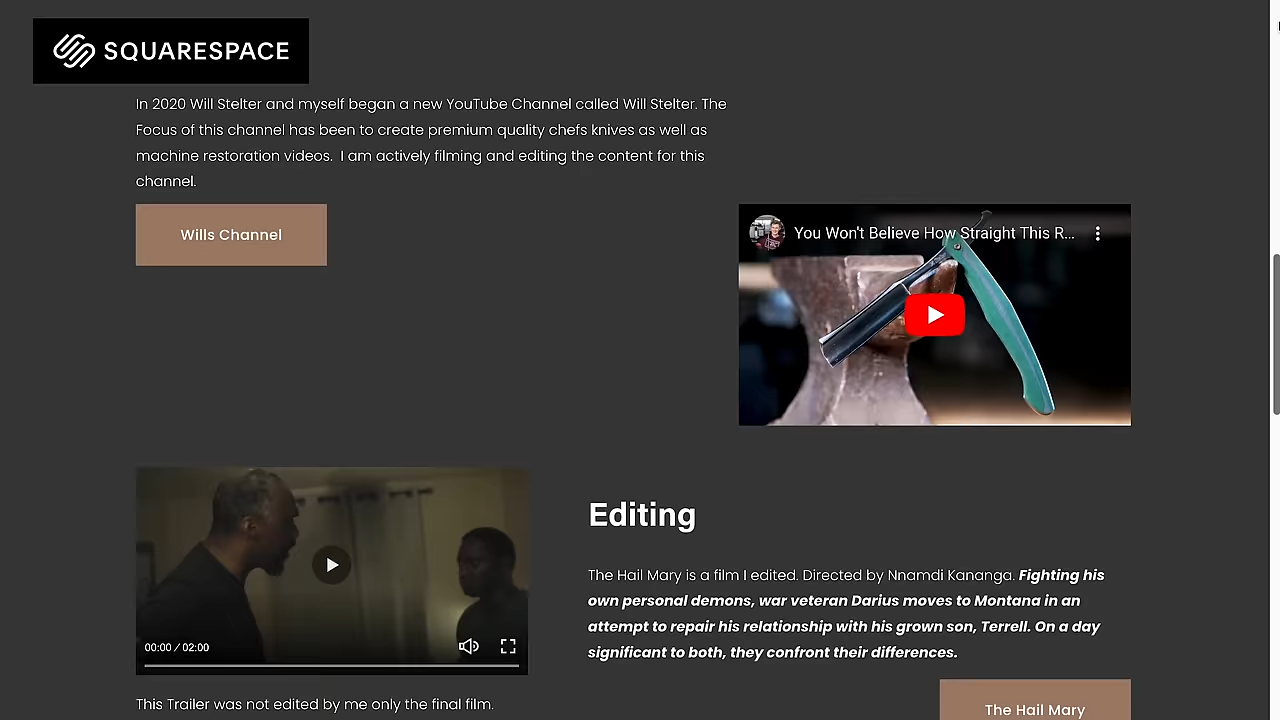 SQUARESPACE
In 2020 Will Stelter and myself began a new YouTube Channel called Will Stelter. The
Focus of this channel has been to create premium quality chefs knives as well as
machine restoration videos.  I am actively filming and editing the content for this
channel.
Wills Channel
You Won't Believe How Straight This R...
00:00 / 02:00
This Trailer was not edited by me only the final film.
Editing
The Hail Mary is a film I edited. Directed by Nnamdi Kananga. Fighting his
own personal demons, war veteran Darius moves to Montana in an
attempt to repair his relationship with his grown son, Terrell. On a day
significant to both, they confront their differences.
The Hail Mary